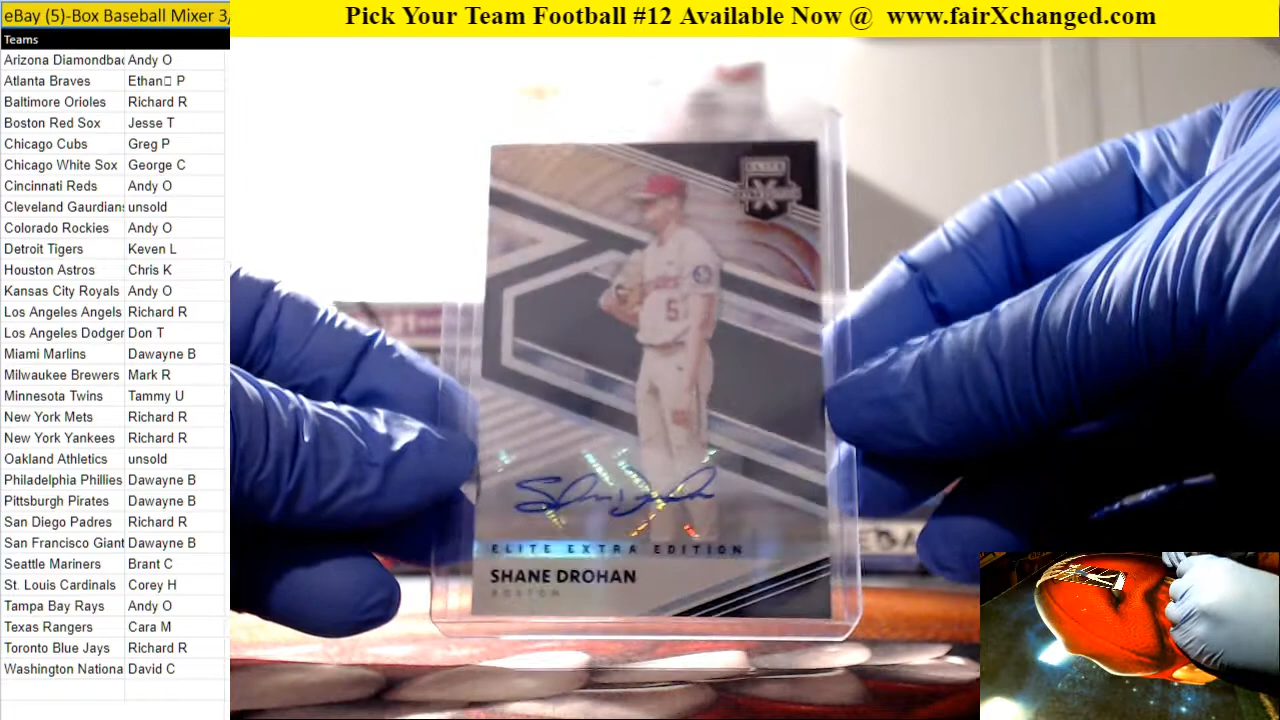 eBay (5)-Box Baseball Mixer 3/
Pick Your Team Football #12 Available Now @ www.fairXchanged.com
Teams
Arizona Diamondbac Andy O
Atlanta Braves Ethan P
Baltimore Orioles Richard R
Boston Red Sox Jesse T
Chicago Cubs Greg P
Chicago White Sox George C
Cincinnati Reds Andy O
Cleveland Gaurdians unsold
Colorado Rockies Andy O
Detroit Tigers Keven L
Houston Astros Chris K
Kansas City Royals Andy O
Los Angeles Angels Richard R
Los Angeles Dodger Don T
Miami Marlins Dawayne B
Milwaukee Brewers Mark R
Minnesota Twins Tammy U
New York Mets Richard R
New York Yankees Richard R
Oakland Athletics unsold
Philadelphia Phillies Dawayne B
Pittsburgh Pirates Dawayne B
San Diego Padres Richard R
San Francisco Giant Dawayne B
Seattle Mariners Brant C
St. Louis Cardinals Corey H
Tampa Bay Rays Andy O
Texas Rangers Cara M
Toronto Blue Jays Richard R
Washington Nationa David C
ELITE
5
ELITE EXTRA EDITION
SHANE DROHAN
BOSTON